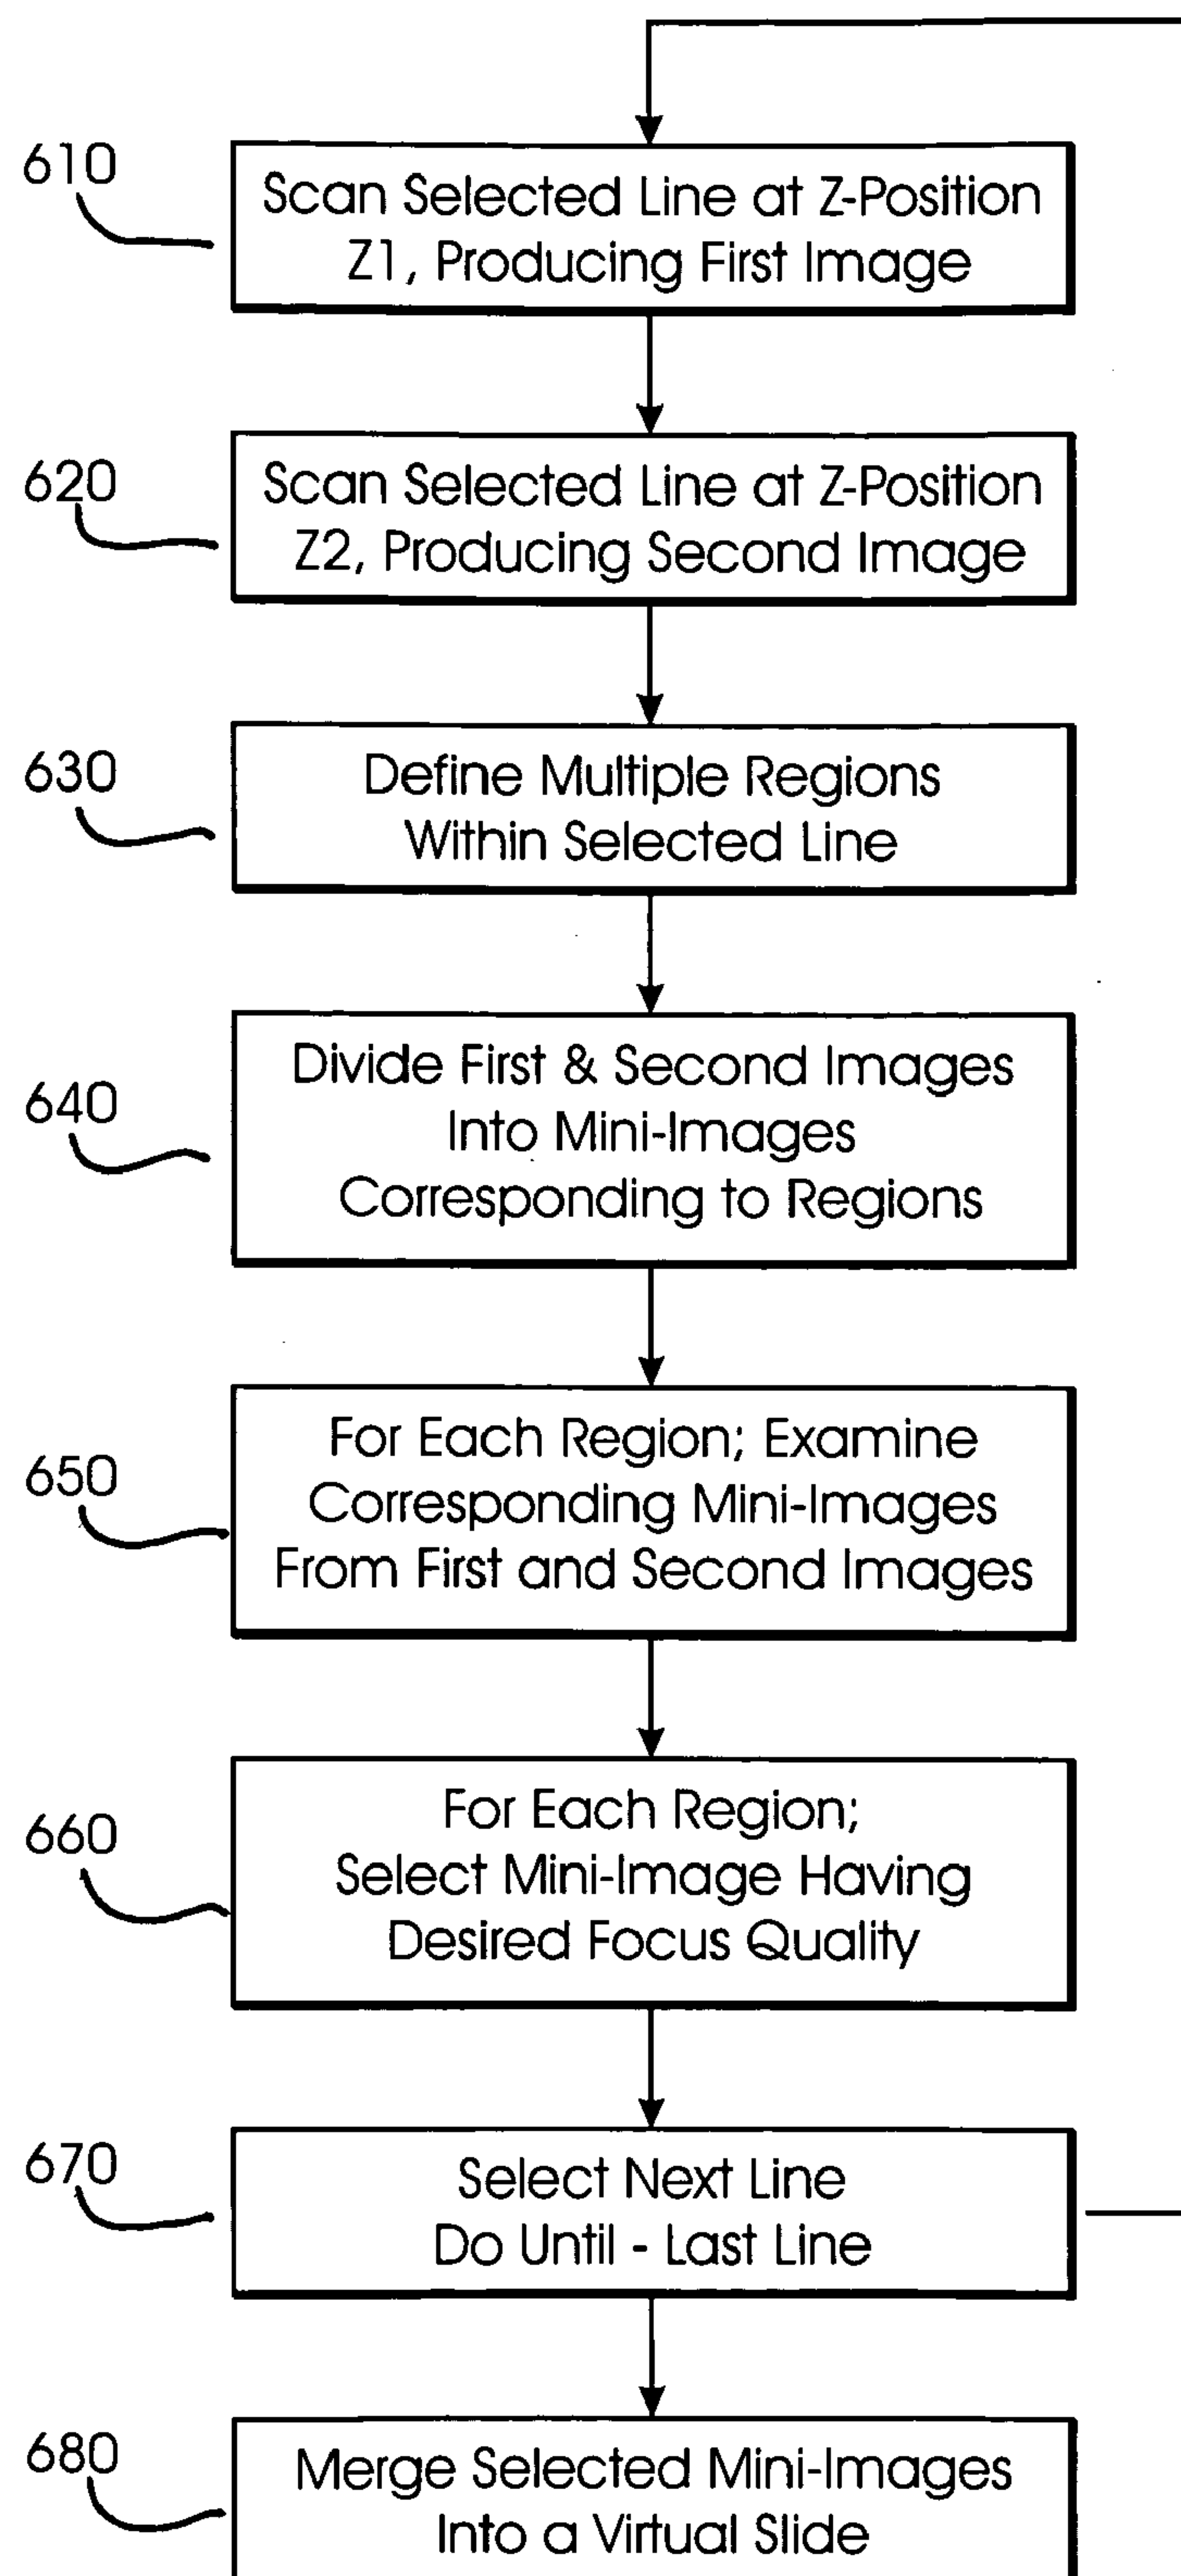 610
Scan Selected Line at Z-Position
Z1, Producing First Image
620
Scan Selected Line at Z-Position
Z2, Producing Second Image
630
Define Multiple Regions
Within Selected Line
640
Divide First & Second Images
Into Mini-Images
Corresponding to Regions
650
For Each Region; Examine
Corresponding Mini-Images
From First and Second Images
660
For Each Region;
Select Mini-Image Having
Desired Focus Quality
670
Select Next Line
Do Until - Last Line
680
Merge Selected Mini-Images
Into a Virtual Slide